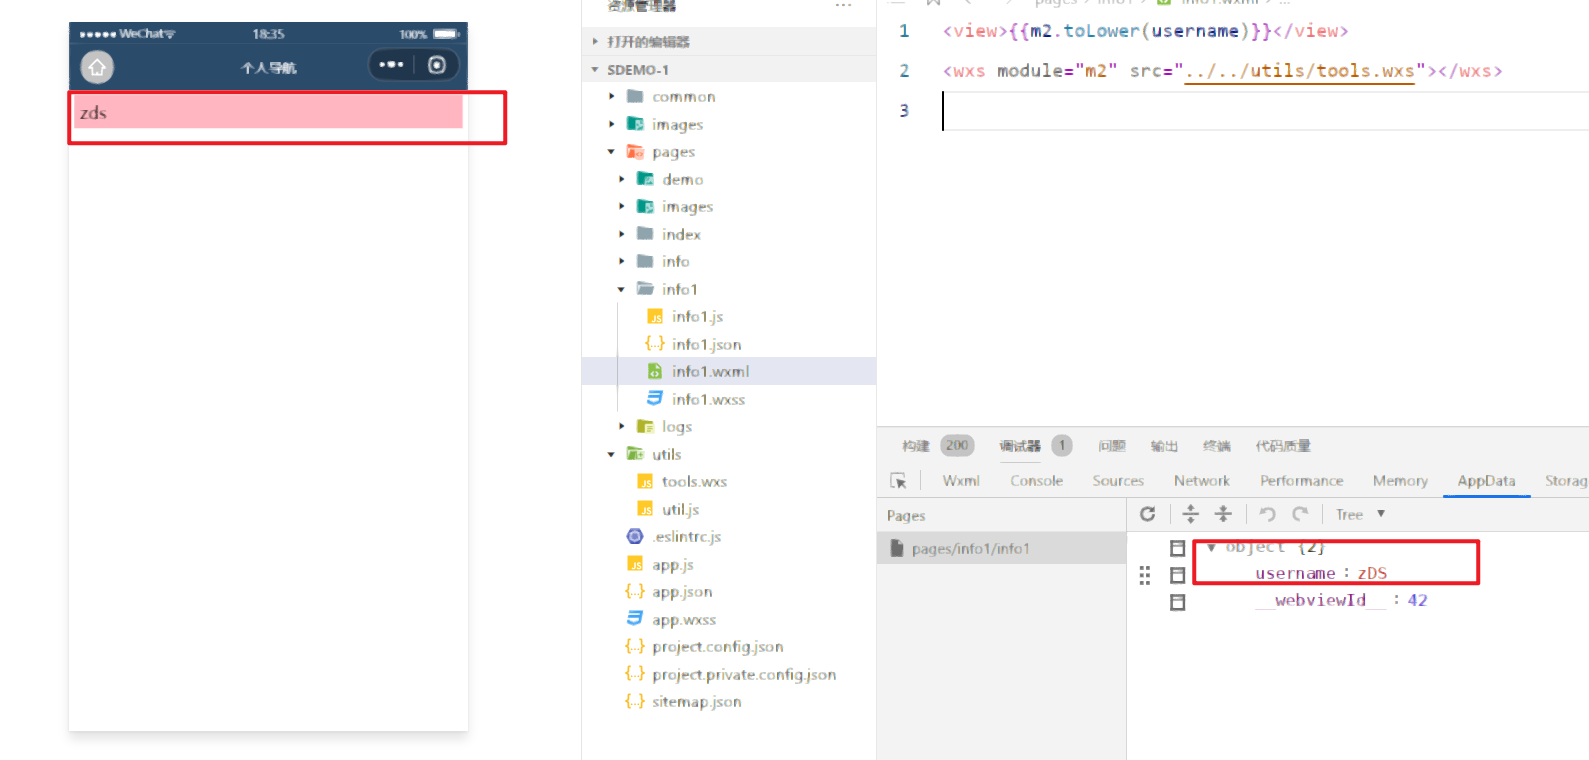 WeChat 18:35 100%
个人导航
zds
资源管理器 ...
打开的编辑器
SDEMO-1
common
images
pages
demo
images
index
info
info1
info1.js
info1.json
info1.wxml
info1.wxss
logs
utils
tools.wxs
util.js
.eslintrc.js
app.js
app.json
app.wxss
project.config.json
project.private.config.json
sitemap.json
pages › info1 › info1.wxml › ...
1 <view>{{m2.toLower(username)}}</view>
2 <wxs module="m2" src="../../utils/tools.wxs"></wxs>
3
构建 200 调试器 1 问题 输出 终端 代码质量
Wxml Console Sources Network Performance Memory AppData Storag
Pages
Tree
pages/info1/info1
object {2}
username : zDS
__webviewId__ : 42